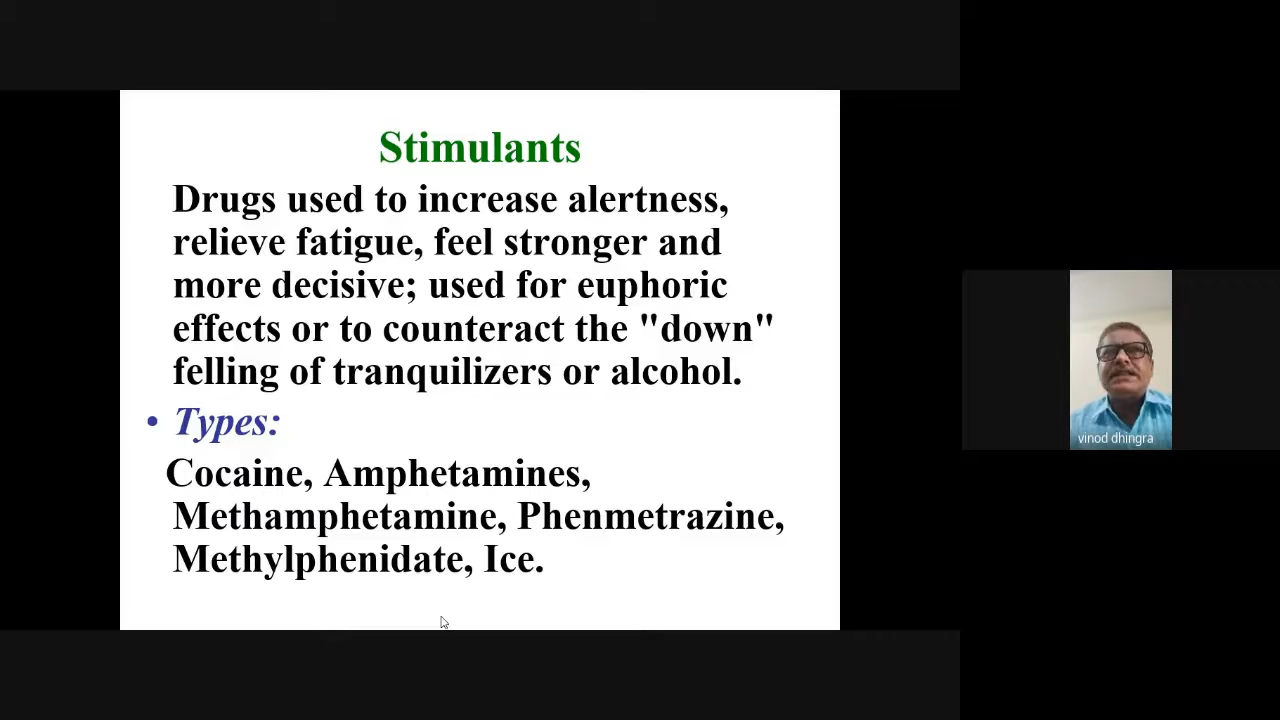 Stimulants
Drugs used to increase alertness,
relieve fatigue, feel stronger and
more decisive; used for euphoric
effects or to counteract the "down"
felling of tranquilizers or alcohol.
• Types:
Cocaine, Amphetamines,
Methamphetamine, Phenmetrazine,
Methylphenidate, Ice.
vinod dhingra